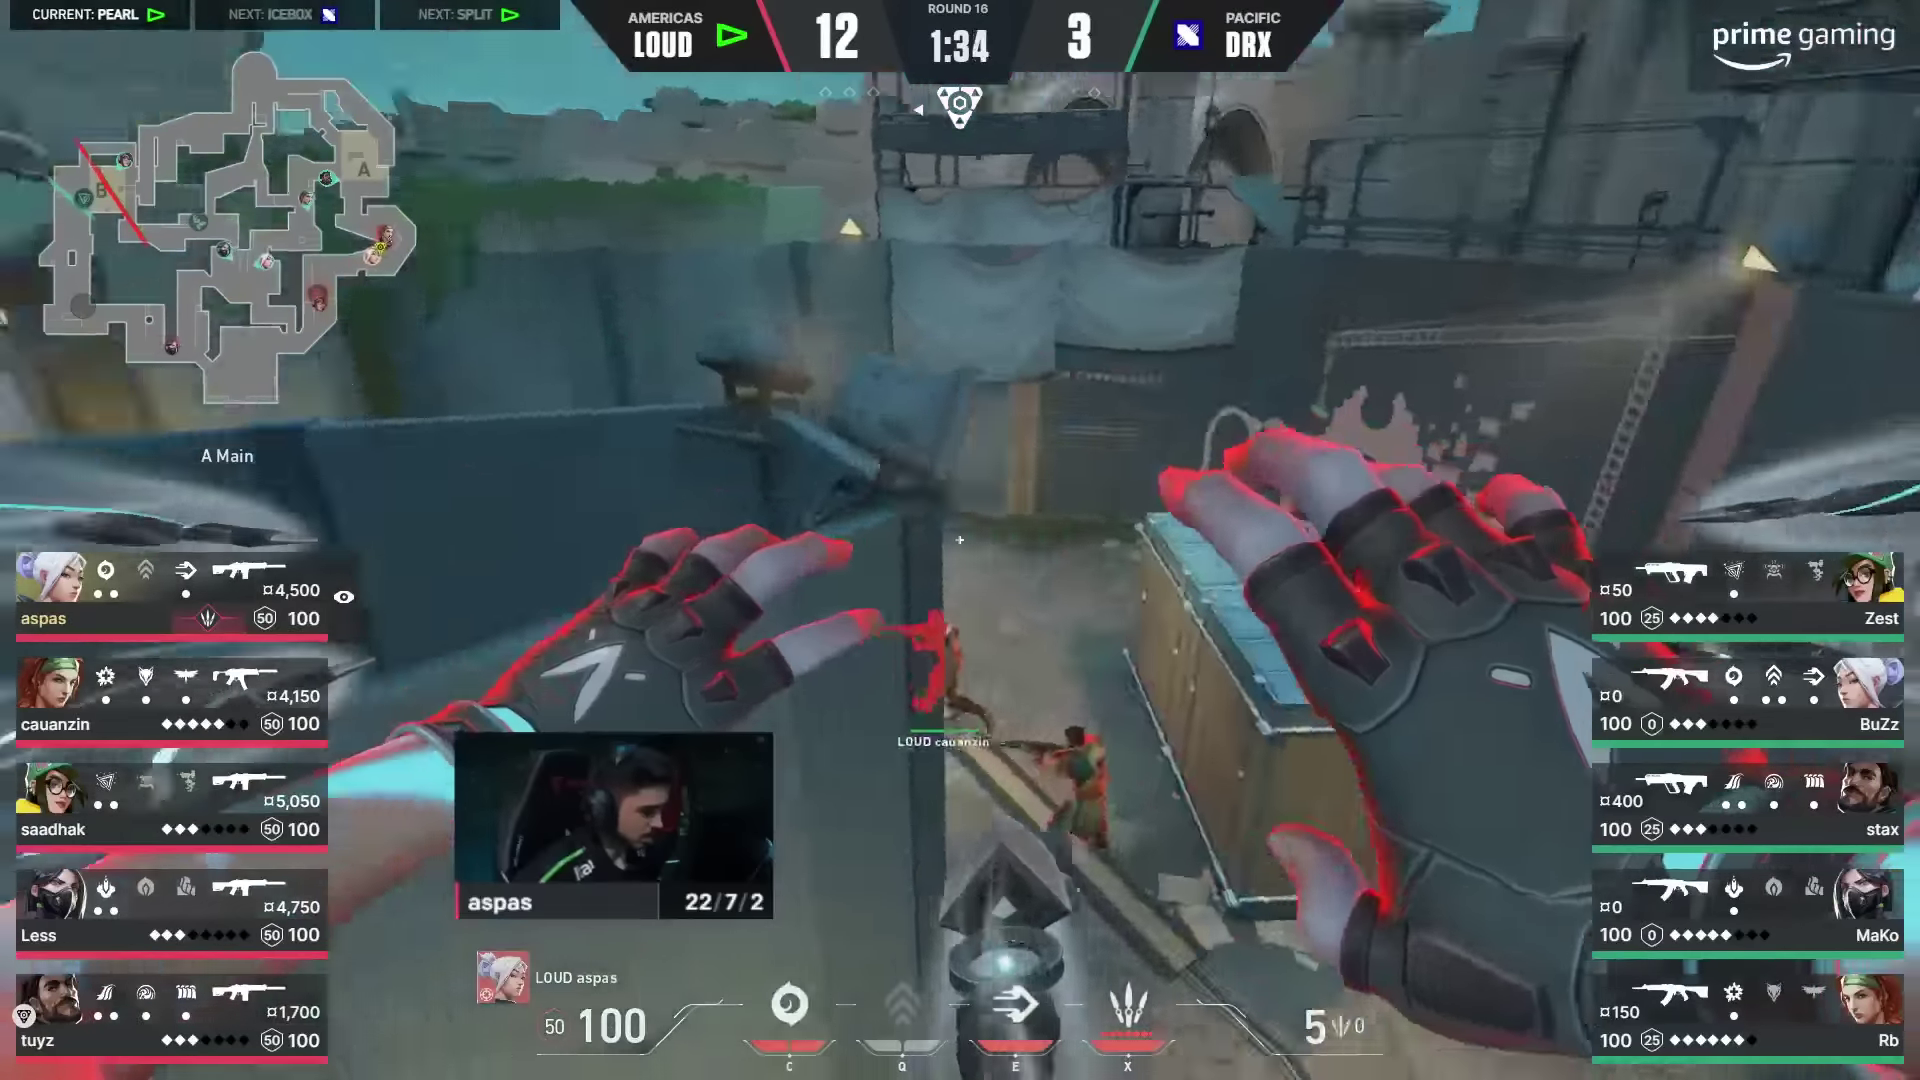 CURRENT: PEARL
NEXT: ICEBOX
NEXT: SPLIT
AMERICAS
LOUD
12
ROUND 16
1:34
3
PACIFIC
DRX
prime gaming
B
A
A Main
4,500
aspas
50
100
4,150
cauanzin
50
100
5,050
saadhak
50
100
4,750
Less
50
100
1,700
tuyz
50
100
LOUD cauanzin
aspas
22/7/2
LOUD aspas
50
100
C
Q
E
X
5
0
50
100
25
Zest
0
100
0
BuZz
400
100
25
stax
0
100
0
MaKo
150
100
25
Rb